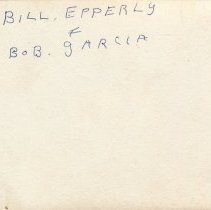 BILL. EPPERLY
&
BOB. GARCIA